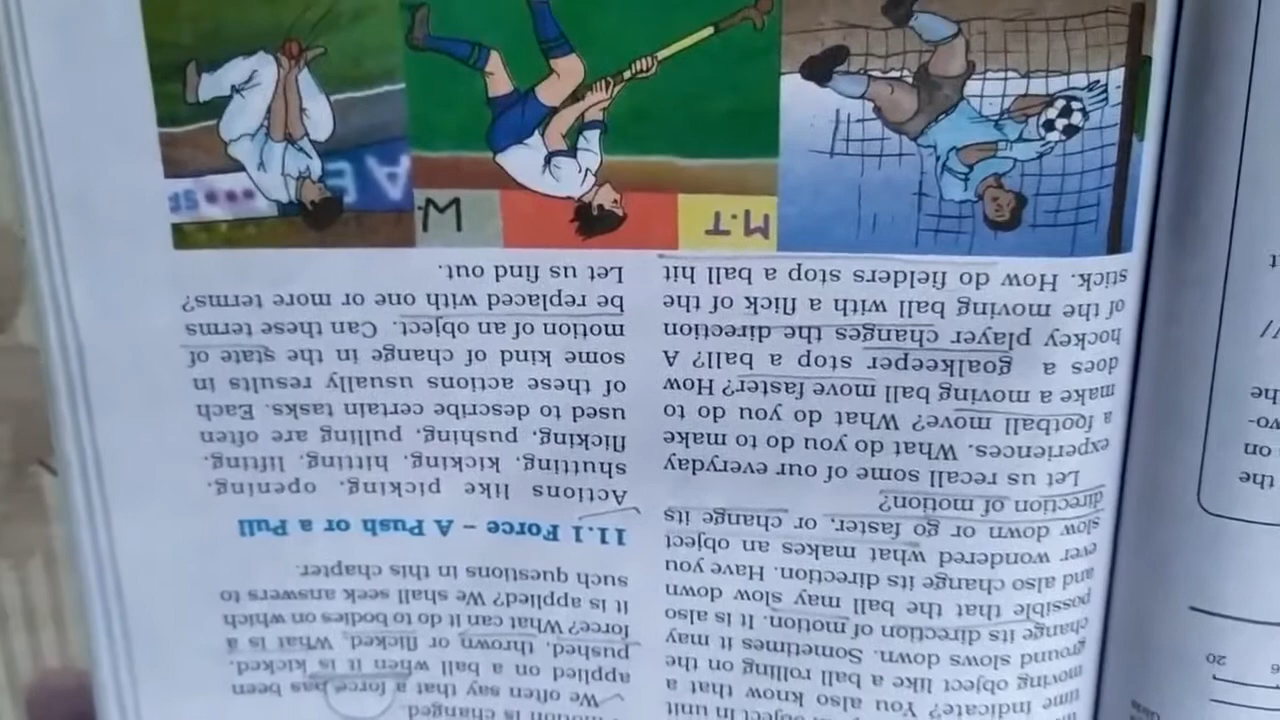 object in unit
time indicate? You also know that a
moving object like a ball rolling on the
ground slows down. Sometimes it may
change its direction of motion. It is also
possible that the ball may slow down
and also change its direction. Have you
ever wondered what makes an object
slow down or go faster, or change its
direction of motion?
Let us recall some of our everyday
experiences. What do you do to make
a football move? What do you do to
make a moving ball move faster? How
does a goalkeeper stop a ball? A
hockey player changes the direction
of the moving ball with a flick of the
stick. How do fielders stop a ball hit
motion is changed.
We often say that a force has been
applied on a ball when it is kicked,
pushed, thrown or flicked. What is a
force? What can it do to bodies on which
it is applied? We shall seek answers to
such questions in this chapter.
11.1 Force – A Push or a Pull
Actions like picking, opening,
shutting, kicking, hitting, lifting,
flicking, pushing, pulling are often
used to describe certain tasks. Each
of these actions usually results in
some kind of change in the state of
motion of an object. Can these terms
be replaced with one or more terms?
Let us find out.
M.T
W.
20
the
on